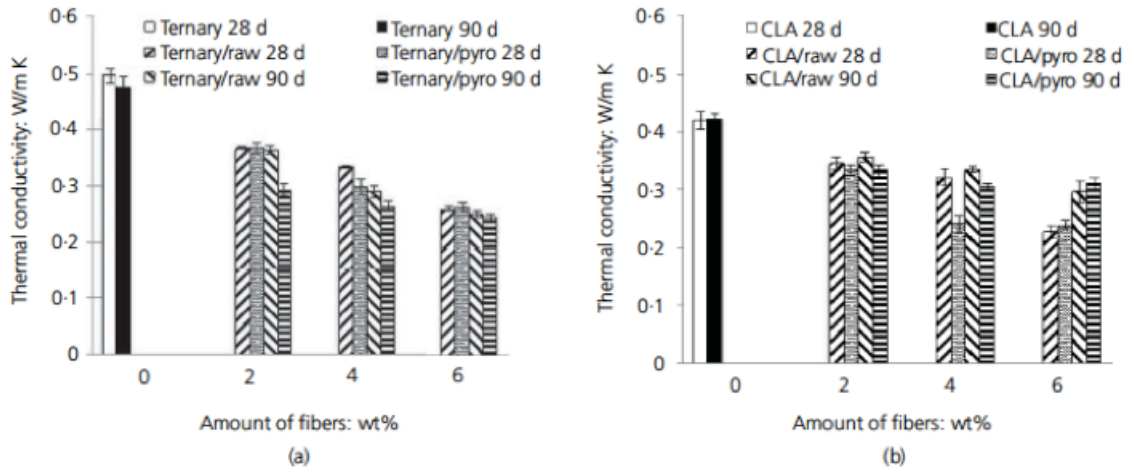 0·6
0·5
0·4
0·3
0·2
0·1
0
Thermal conductivity: W/m K
Ternary 28 d
Ternary 90 d
Ternary/raw 28 d
Ternary/pyro 28 d
Ternary/raw 90 d
Ternary/pyro 90 d
0 2 4 6
Amount of fibers: wt%
(a)
0·6
0·5
0·4
0·3
0·2
0·1
0
Thermal conductivity: W/m K
CLA 28 d
CLA 90 d
CLA/raw 28 d
CLA/pyro 28 d
CLA/raw 90 d
CLA/pyro 90 d
0 2 4 6
Amount of fibers: wt%
(b)